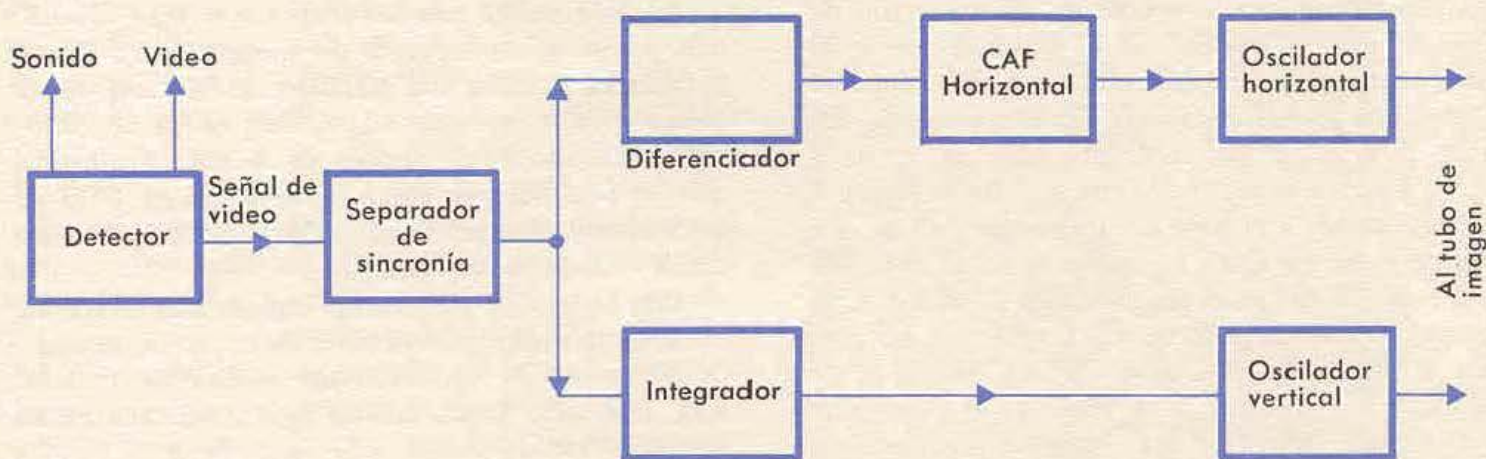 Sonido
Video
Detector
Señal de
video
Separador
de
sincronía
Diferenciador
CAF
Horizontal
Oscilador
horizontal
Integrador
Oscilador
vertical
Al tubo de
imagen